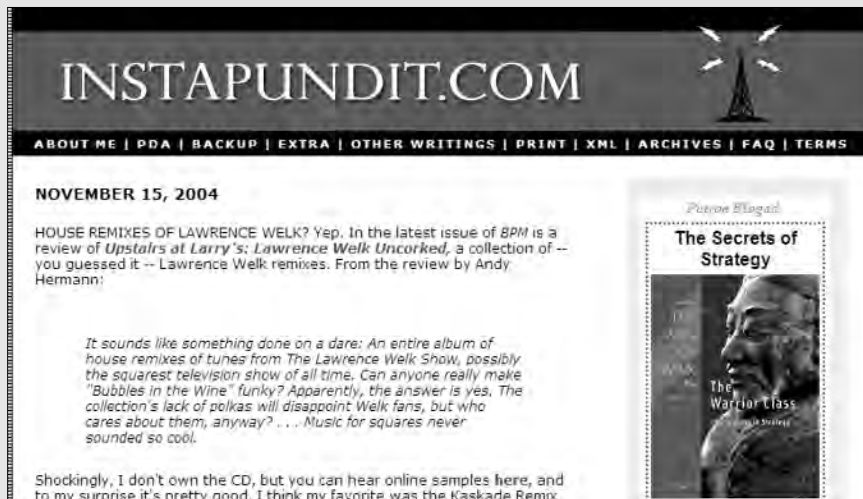 INSTAPUNDIT.COM
ABOUT ME | PDA | BACKUP | EXTRA | OTHER WRITINGS | PRINT | XML | ARCHIVES | FAQ | TERMS
NOVEMBER 15, 2004
HOUSE REMIXES OF LAWRENCE WELK? Yep. In the latest issue of BPM is a
review of Upstairs at Larry's: Lawrence Welk Uncorked, a collection of --
you guessed it -- Lawrence Welk remixes. From the review by Andy
Hermann:
It sounds like something done on a dare: An entire album of
house remixes of tunes from The Lawrence Welk Show, possibly
the squarest television show of all time. Can anyone really make
"Bubbles in the Wine" funky? Apparently, the answer is yes. The
collection's lack of polkas will disappoint Welk fans, but who
cares about them, anyway? . . . Music for squares never
sounded so cool.
Shockingly, I don't own the CD, but you can hear online samples here, and
to my surprise it's pretty good. I think my favorite was the Kaskade Remix
The Secrets of
Strategy
The
Warrior Class